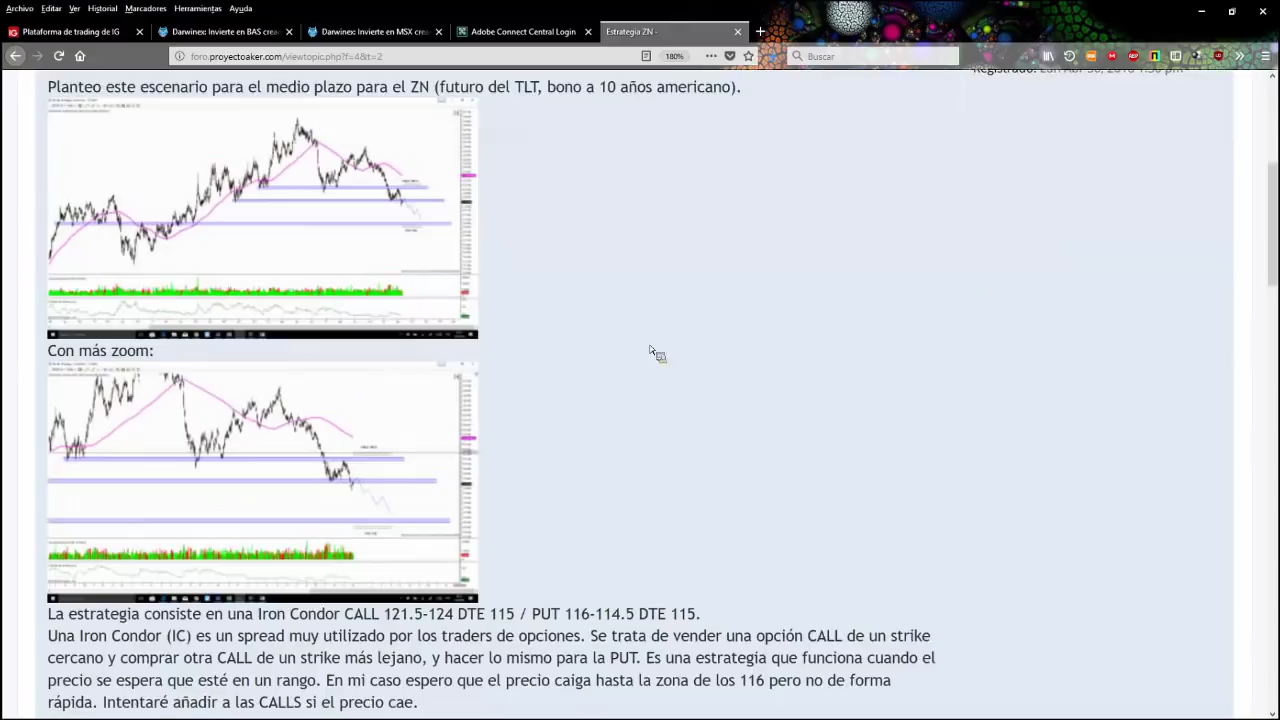 Archivo Editar Ver Historial Marcadores Herramientas Ayuda
Plataforma de trading de IG
Darwinex: Invierte en BAS crea
Darwinex: Invierte en MSX crea
Adobe Connect Central Login
Estrategia ZN -
foro.proyectoaker.com/viewtopic.php?f=4&t=2
180%
Buscar
Planteo este escenario para el medio plazo para el ZN (futuro del TLT, bono a 10 años americano).
Con más zoom:
La estrategia consiste en una Iron Condor CALL 121.5-124 DTE 115 / PUT 116-114.5 DTE 115.
Una Iron Condor (IC) es un spread muy utilizado por los traders de opciones. Se trata de vender una opción CALL de un strike
cercano y comprar otra CALL de un strike más lejano, y hacer lo mismo para la PUT. Es una estrategia que funciona cuando el
precio se espera que esté en un rango. En mi caso espero que el precio caiga hasta la zona de los 116 pero no de forma
rápida. Intentaré añadir a las CALLS si el precio cae.